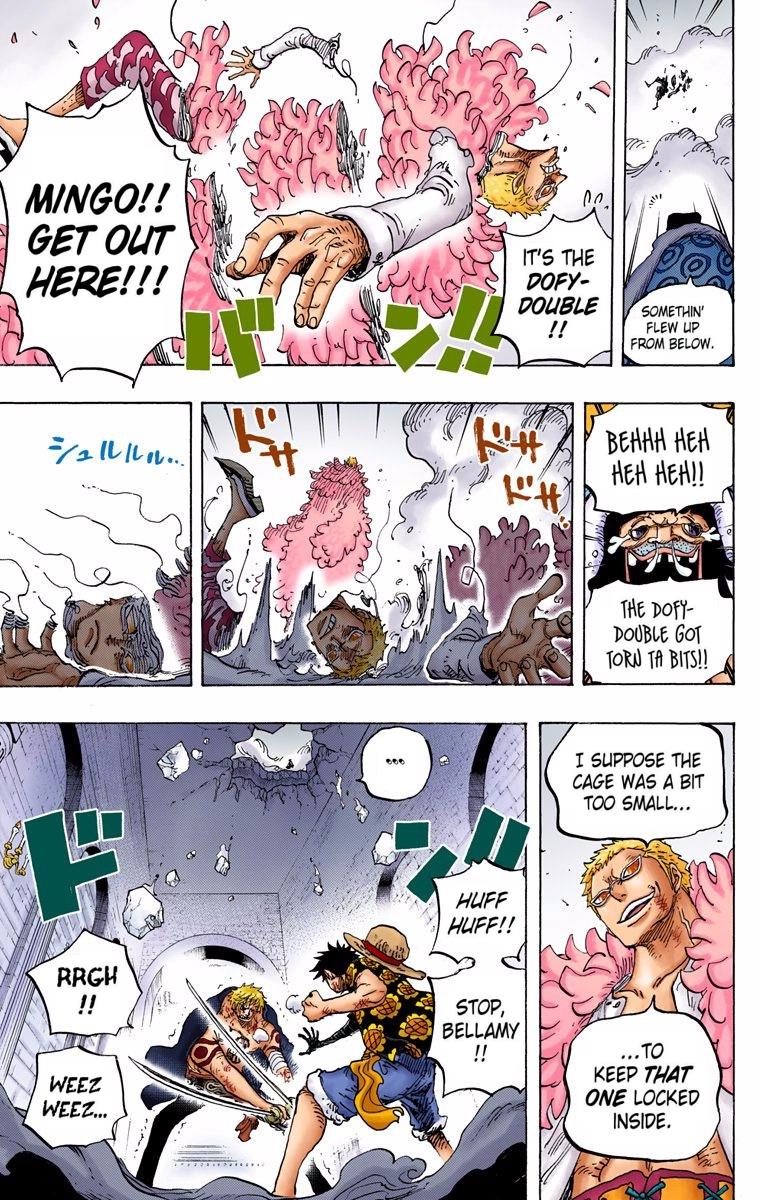 SOMETHIN'
FLEW UP
FROM BELOW.
IT'S THE
DOFY-
DOUBLE
!!
バン!!
MINGO!!
GET OUT
HERE!!!
BEHHH HEH
HEH HEH!!
THE DOFY-
DOUBLE GOT
TORN TA BITS!!
ドサ
ドサ
ドサ
シュルルル...
I SUPPOSE THE
CAGE WAS A BIT
TOO SMALL...
...TO
KEEP THAT
ONE LOCKED
INSIDE.
...
ドン!!
HUFF
HUFF!!
STOP,
BELLAMY
!!
RRGH
!!
WEEZ
WEEZ...